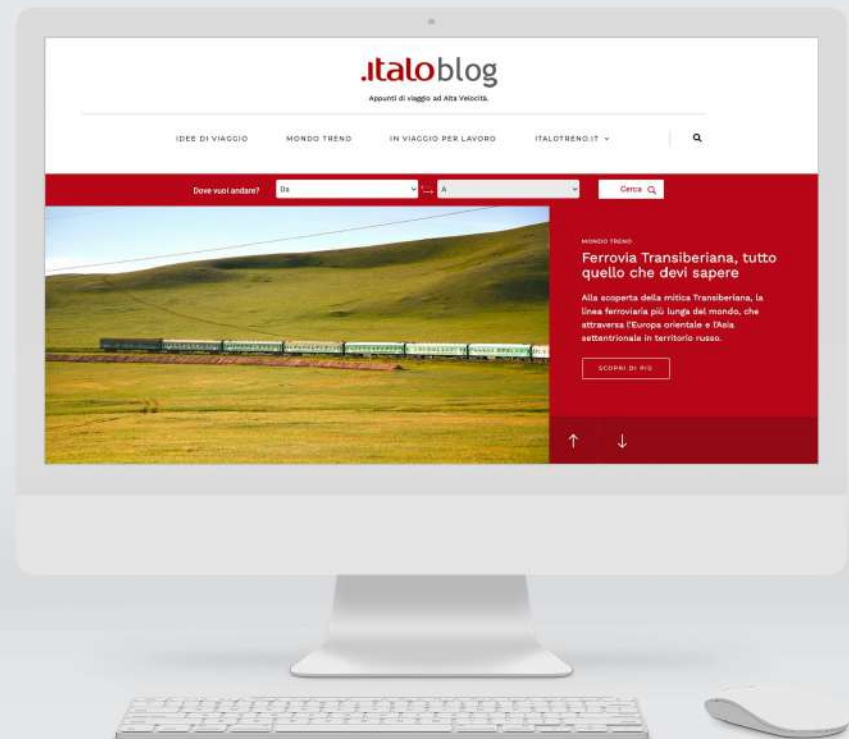 .italoblog
Appunti di viaggio ad Alta Velocità.
IDEE DI VIAGGIO MONDO TRENO IN VIAGGIO PER LAVORO ITALOTRENO.IT
Dove vuoi andare? Da A Cerca
MONDO TRENO
Ferrovia Transiberiana, tutto
quello che devi sapere
Alla scoperta della mitica Transiberiana, la
linea ferroviaria più lunga del mondo, che
attraversa l'Europa orientale e l'Asia
settentrionale in territorio russo.
SCOPRI DI PIÙ